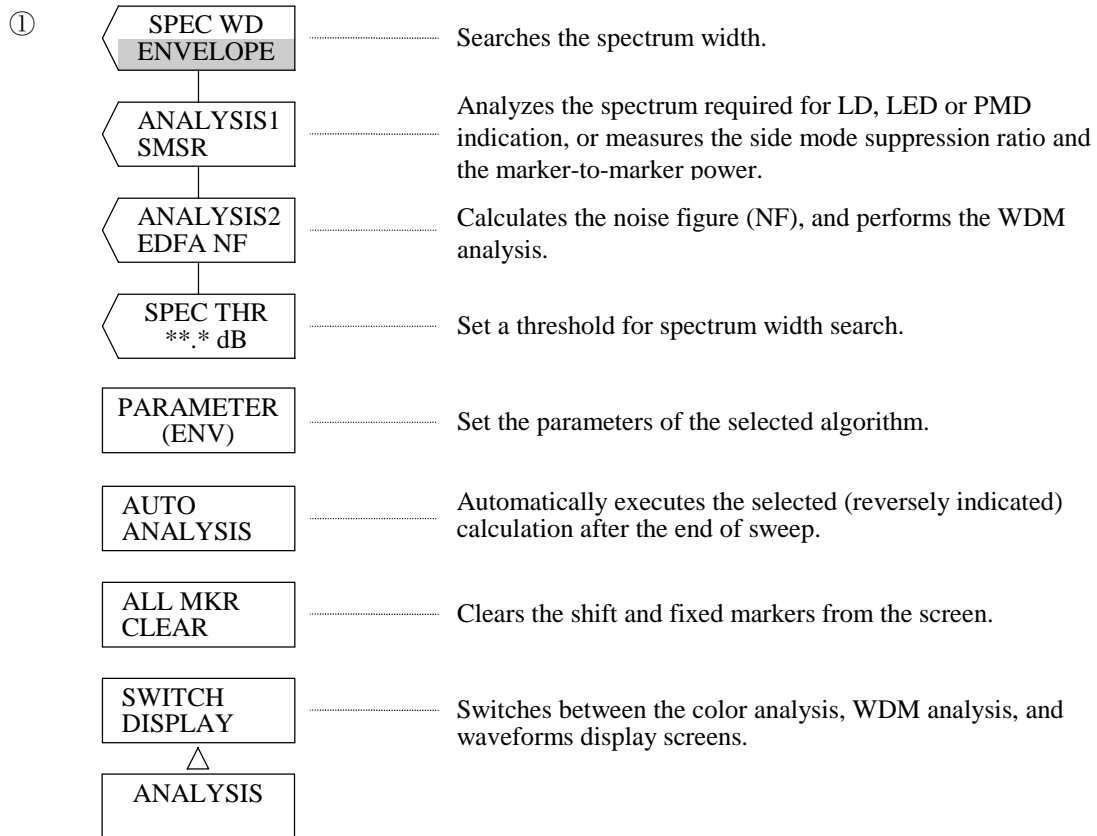 ①
SPEC WD
ENVELOPE
Searches the spectrum width.
ANALYSIS1
SMSR
Analyzes the spectrum required for LD, LED or PMD
indication, or measures the side mode suppression ratio and
the marker-to-marker power.
ANALYSIS2
EDFA NF
Calculates the noise figure (NF), and performs the WDM
analysis.
SPEC THR
**.* dB
Set a threshold for spectrum width search.
PARAMETER
(ENV)
Set the parameters of the selected algorithm.
AUTO
ANALYSIS
Automatically executes the selected (reversely indicated)
calculation after the end of sweep.
ALL MKR
CLEAR
Clears the shift and fixed markers from the screen.
SWITCH
DISPLAY
Switches between the color analysis, WDM analysis, and
waveforms display screens.
ANALYSIS